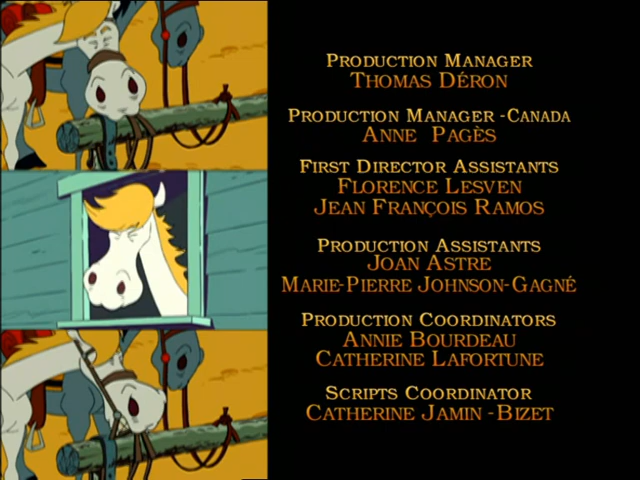 PRODUCTION MANAGER
THOMAS DÉRON
PRODUCTION MANAGER -CANADA
ANNE PAGÈS
FIRST DIRECTOR ASSISTANTS
FLORENCE LESVEN
JEAN FRANÇOIS RAMOS
PRODUCTION ASSISTANTS
JOAN ASTRE
MARIE-PIERRE JOHNSON-GAGNÉ
PRODUCTION COORDINATORS
ANNIE BOURDEAU
CATHERINE LAFORTUNE
SCRIPTS COORDINATOR
CATHERINE JAMIN -BIZET